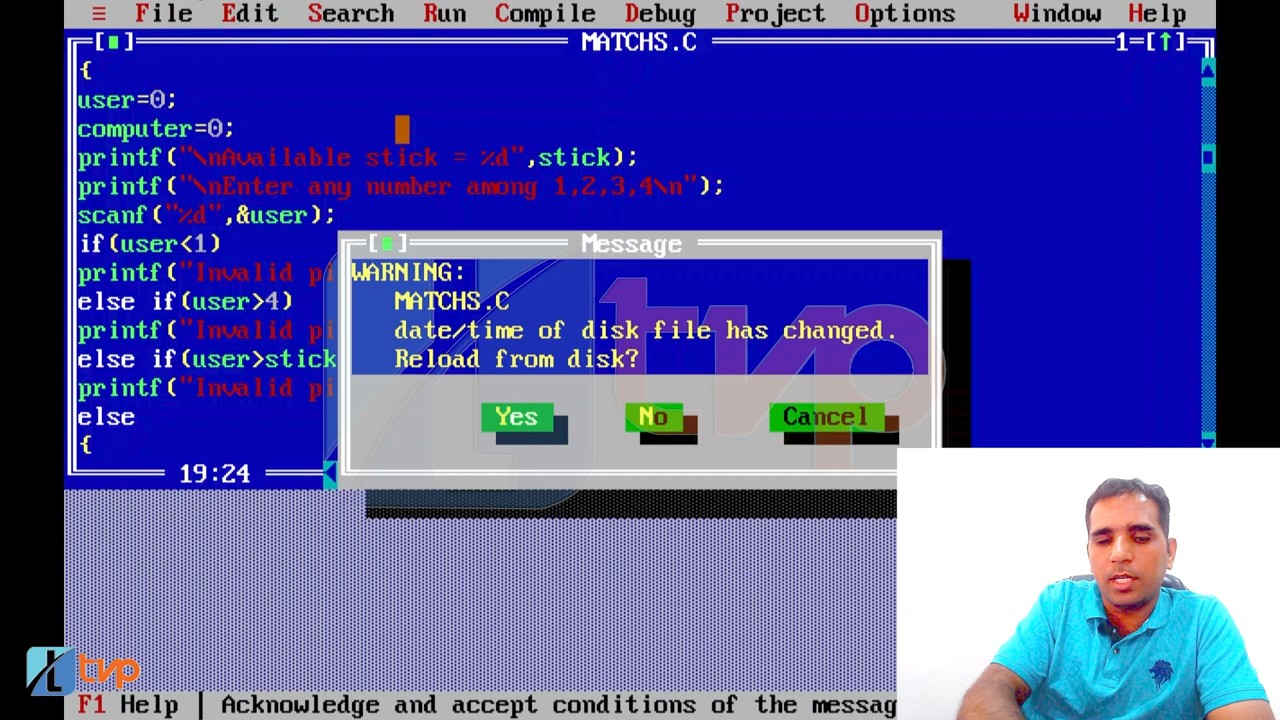 ≡ File Edit Search Run Compile Debug Project Options Window Help
[■] MATCHS.C 1=[↑]
{
user=0;
computer=0;
printf("\nAvailable stick = %d",stick);
printf("\nEnter any number among 1,2,3,4\n");
scanf("%d",&user);
if(user<1)
printf("Invalid pi
else if(user>4)
printf("Invalid pi
else if(user>stick
printf("Invalid pi
else
{
19:24
[■] Message
WARNING:
MATCHS.C
date/time of disk file has changed.
Reload from disk?
Yes No Cancel
tvp
tvp
F1 Help | Acknowledge and accept conditions of the messag